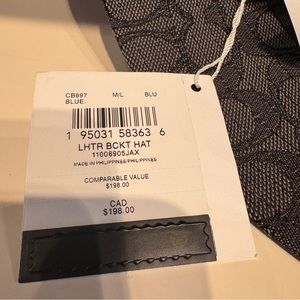 CB697 M/L BLU
BLUE.
1 95031 58363 6
LHTR BCKT HAT
11006905JAX
MADE IN PHILIPPINES/PHILIPPINES
COMPARABLE VALUE
$198.00
CAD
$198.00